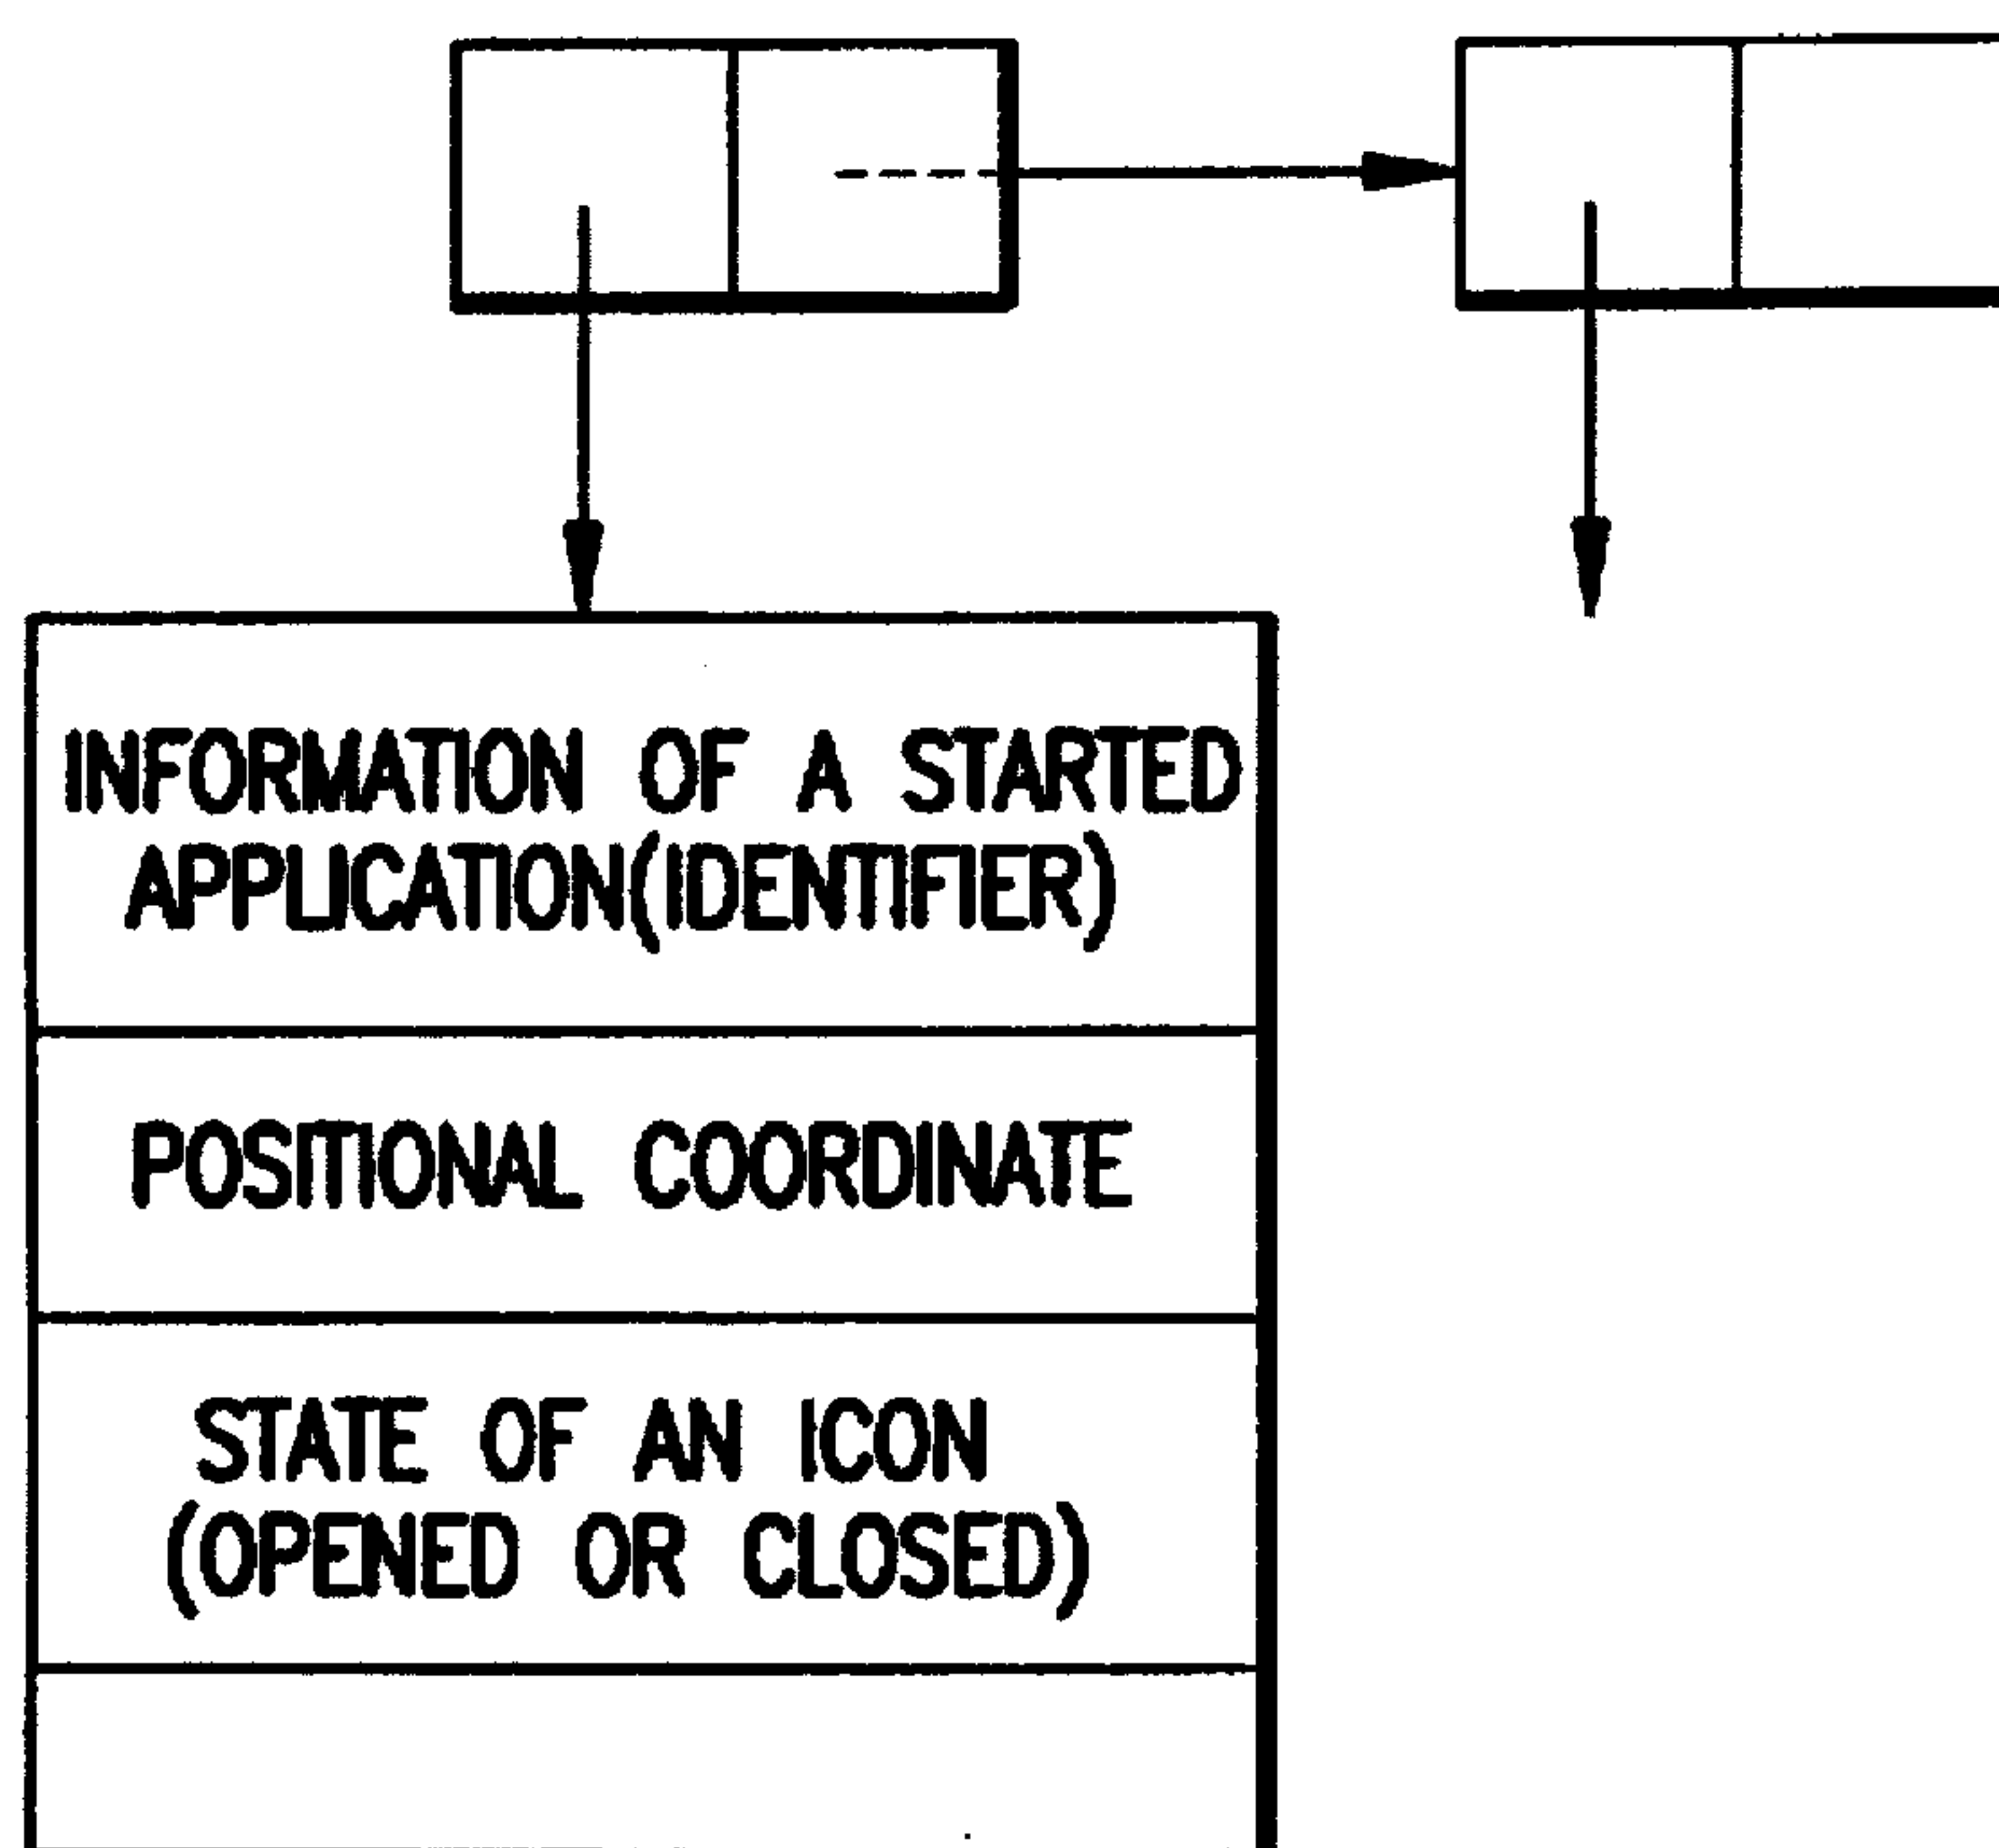 INFORMATION OF A STARTED
APPLICATION(IDENTIFIER)
POSITIONAL COORDINATE
STATE OF AN ICON
(OPENED OR CLOSED)